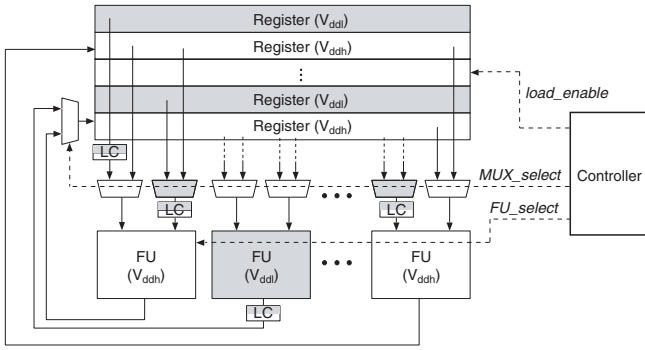 Register (Vddl)
Register (Vddh)
Register (Vddl)
Register (Vddh)
load_enable
LC
MUX_select
Controller
LC
LC
FU_select
FU
(Vddh)
FU
(Vddl)
FU
(Vddh)
LC